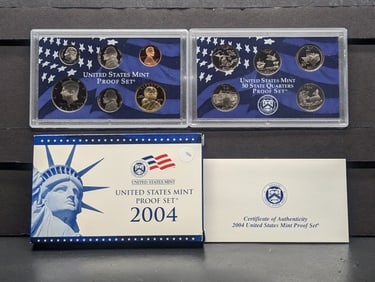 UNITED STATES MINT
PROOF SET®
UNITED STATES MINT
50 STATE QUARTERS
PROOF SET®
UNITED STATES MINT
UNITED STATES MINT
PROOF SET®
2004
Certificate of Authenticity
2004 United States Mint Proof Set®